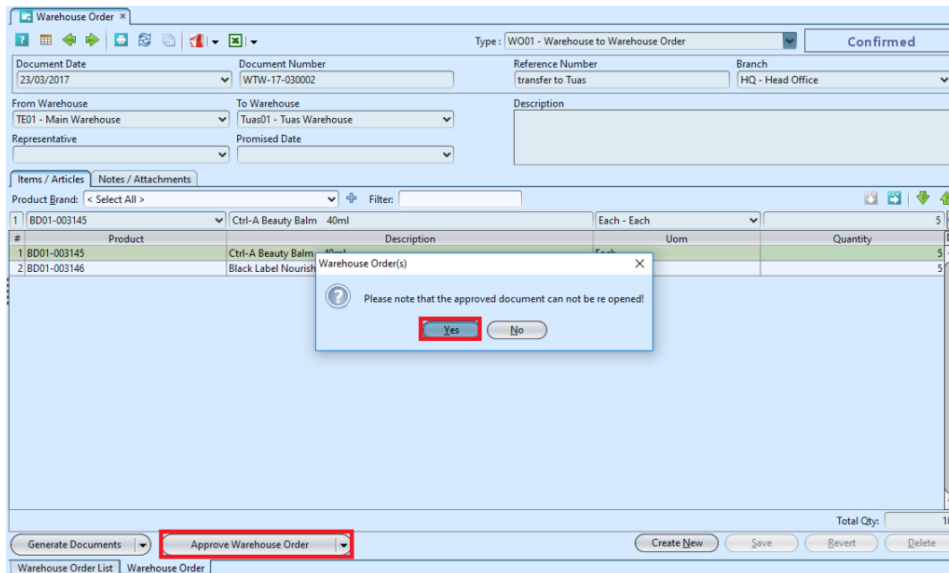 Warehouse Order
Type : WO01 - Warehouse to Warehouse Order
Confirmed
Document Date
Document Number
Reference Number
Branch
23/03/2017
WTW-17-030002
transfer to Tuas
HQ - Head Office
From Warehouse
To Warehouse
Description
TE01 - Main Warehouse
Tuas01 - Tuas Warehouse
Representative
Promised Date
Items / Articles
Notes / Attachments
Product Brand: < Select All >
Filter:
1 BD01-003145 Ctrl-A Beauty Balm 40ml Each - Each 5
# Product Description Uom Quantity
1 BD01-003145 Ctrl-A Beauty Balm 40ml Each 5
2 BD01-003146 Black Label Nourish 5
Warehouse Order(s)
Please note that the approved document can not be re opened!
Yes No
Total Qty: 10
Generate Documents
Approve Warehouse Order
Create New
Save
Revert
Delete
Warehouse Order List
Warehouse Order